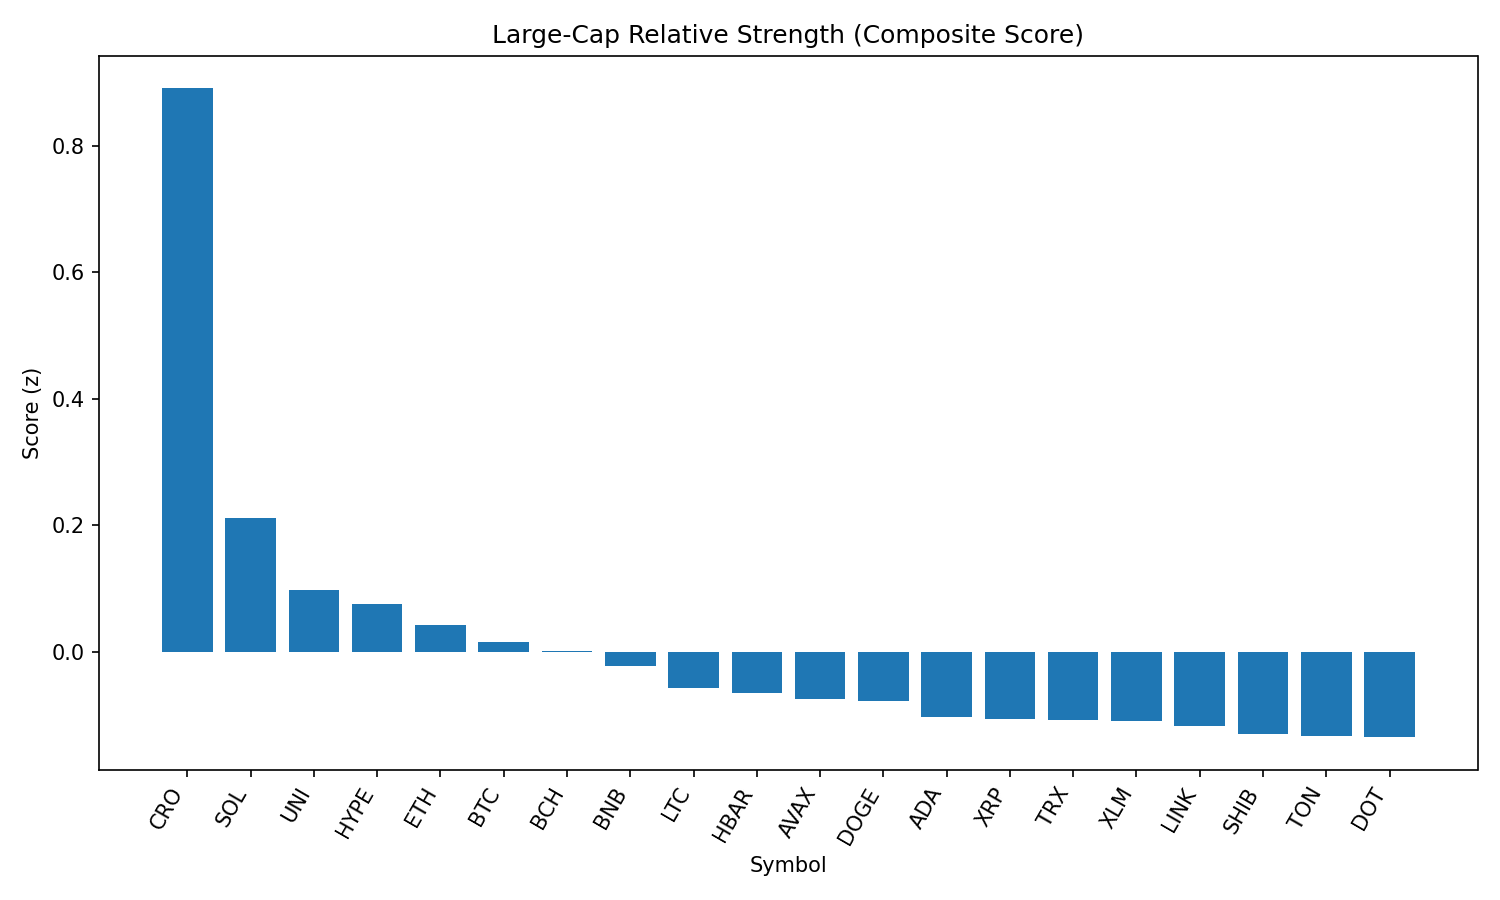 Large-Cap Relative Strength (Composite Score)
Score (z)
0.8
0.6
0.4
0.2
0.0
CRO
SOL
UNI
HYPE
ETH
BTC
BCH
BNB
LTC
HBAR
AVAX
DOGE
ADA
XRP
TRX
XLM
LINK
SHIB
TON
DOT
Symbol